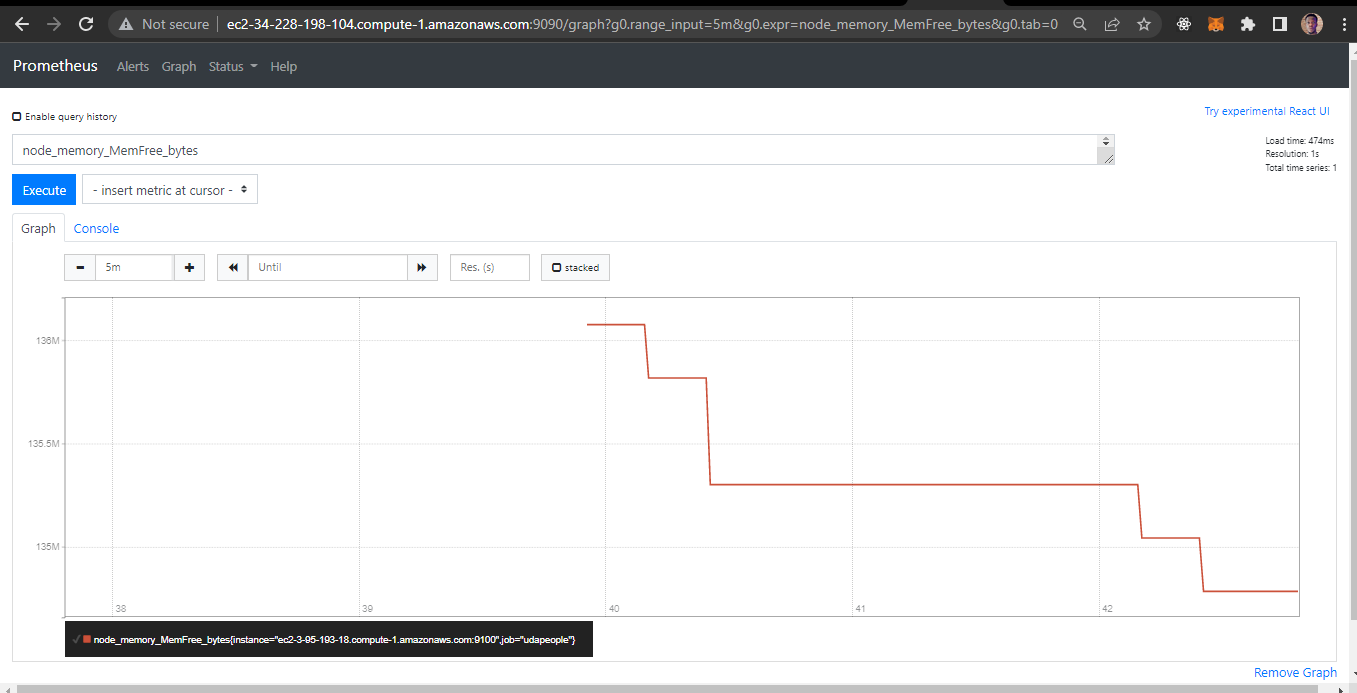 Not secure ec2-34-228-198-104.compute-1.amazonaws.com:9090/graph?g0.range_input=5m&g0.expr=node_memory_MemFree_bytes&g0.tab=0
Prometheus Alerts Graph Status Help
Enable query history
Try experimental React UI
node_memory_MemFree_bytes
Load time: 474ms
Resolution: 1s
Total time series: 1
Execute - insert metric at cursor -
Graph Console
5m Until Res. (s) stacked
136M
135.5M
135M
38 39 40 41 42
node_memory_MemFree_bytes{instance="ec2-3-95-193-18.compute-1.amazonaws.com:9100",job="udapeople"}
Remove Graph